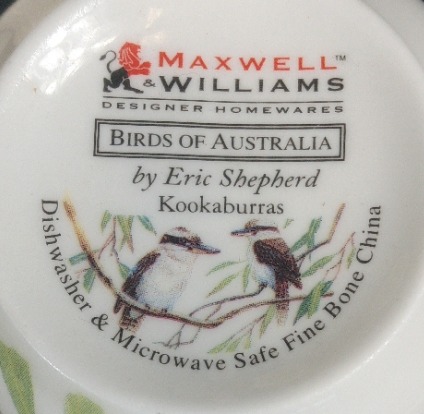 MAXWELL™
& WILLIAMS
DESIGNER HOMEWARES
BIRDS OF AUSTRALIA
by Eric Shepherd
Kookaburras
Dishwasher & Microwave Safe Fine Bone China